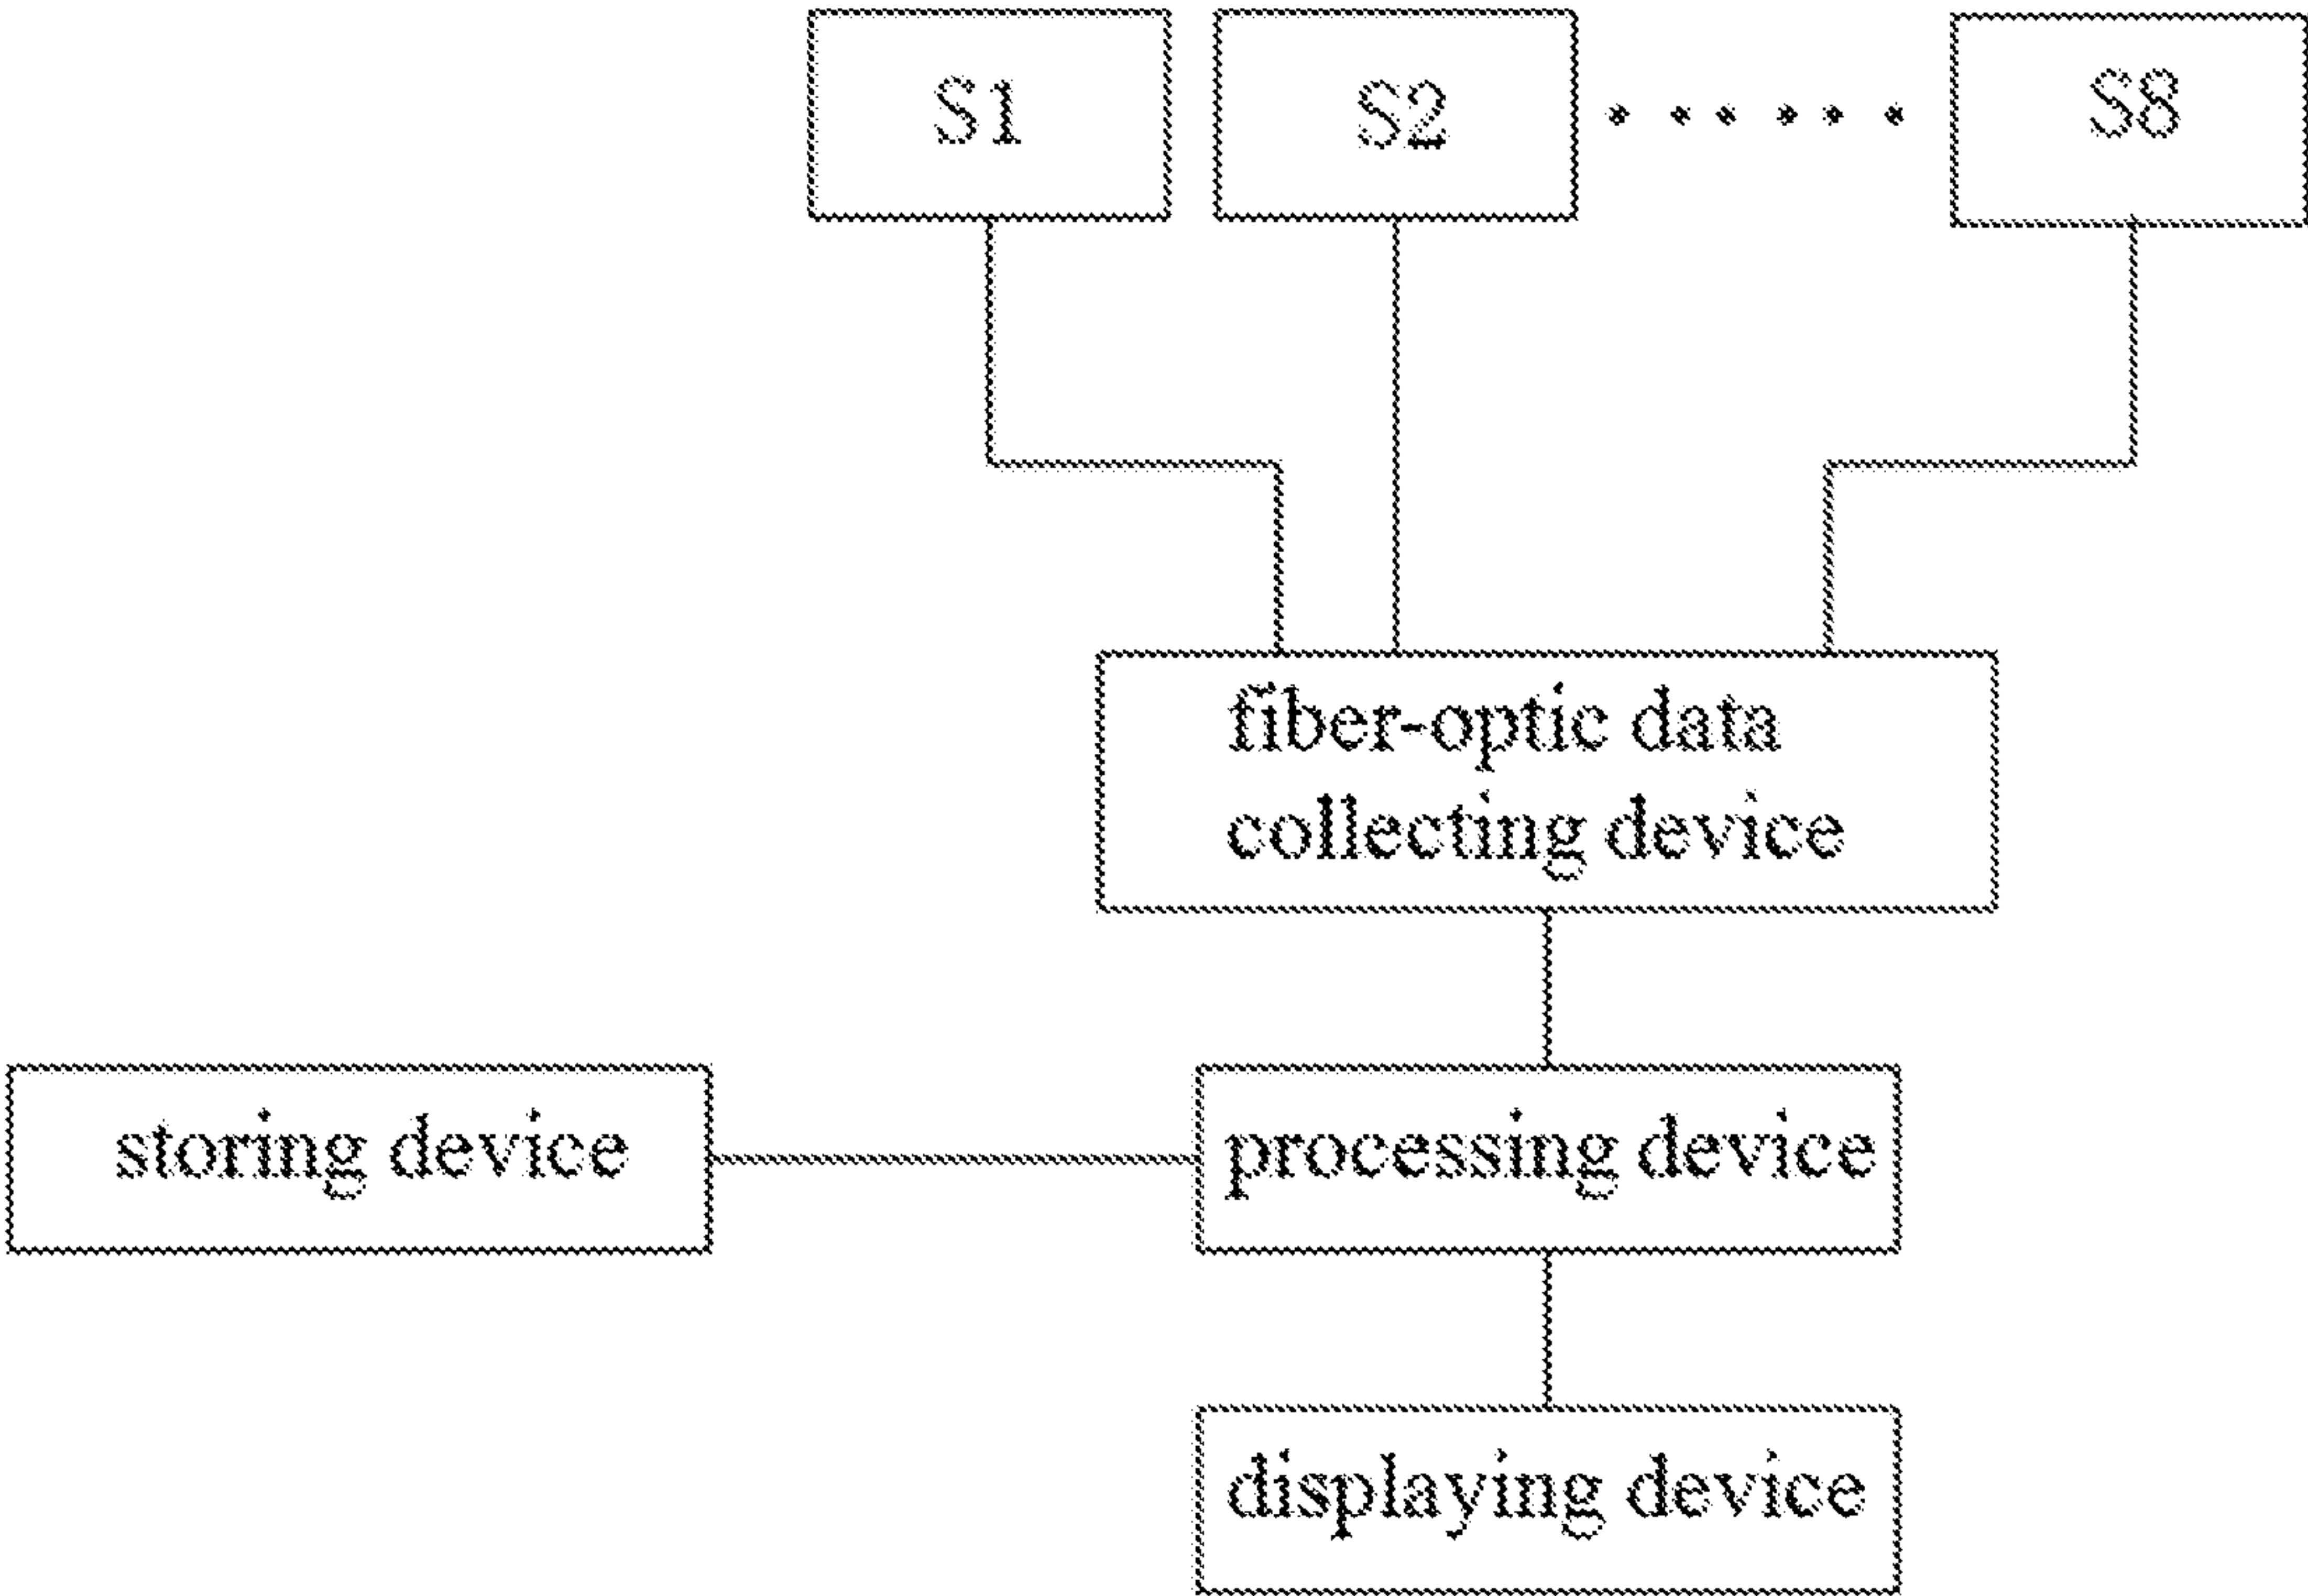 S1
S2
S8
fiber-optic data
collecting device
storing device
processing device
displaying device